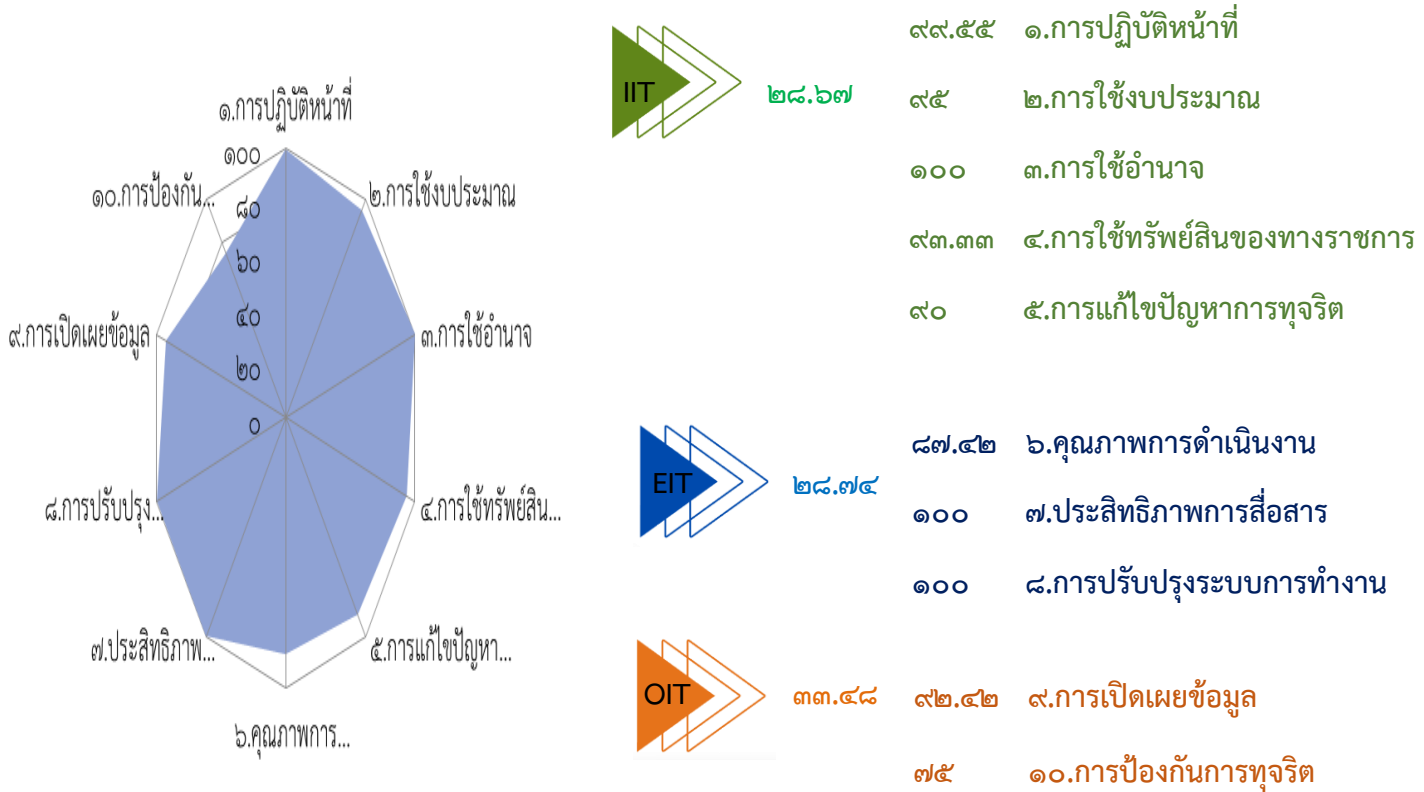 ๑.การปฏิบัติหน้าที่
๒.การใช้งบประมาณ
๓.การใช้อำนาจ
๔.การใช้ทรัพย์สิน...
๕.การแก้ไขปัญหา...
๖.คุณภาพการ...
๗.ประสิทธิภาพ...
๘.การปรับปรุง...
๙.การเปิดเผยข้อมูล
๑๐.การป้องกัน...
๑๐๐
๘๐
๖๐
๔๐
๒๐
๐
IIT ๒๘.๖๗
๙๙.๕๕ ๑.การปฏิบัติหน้าที่
๙๕ ๒.การใช้งบประมาณ
๑๐๐ ๓.การใช้อำนาจ
๙๓.๓๓ ๔.การใช้ทรัพย์สินของทางราชการ
๙๐ ๕.การแก้ไขปัญหาการทุจริต
EIT ๒๘.๗๔
๘๗.๔๒ ๖.คุณภาพการดำเนินงาน
๑๐๐ ๗.ประสิทธิภาพการสื่อสาร
๑๐๐ ๘.การปรับปรุงระบบการทำงาน
OIT ๓๓.๔๘
๙๒.๔๒ ๙.การเปิดเผยข้อมูล
๗๕ ๑๐.การป้องกันการทุจริต